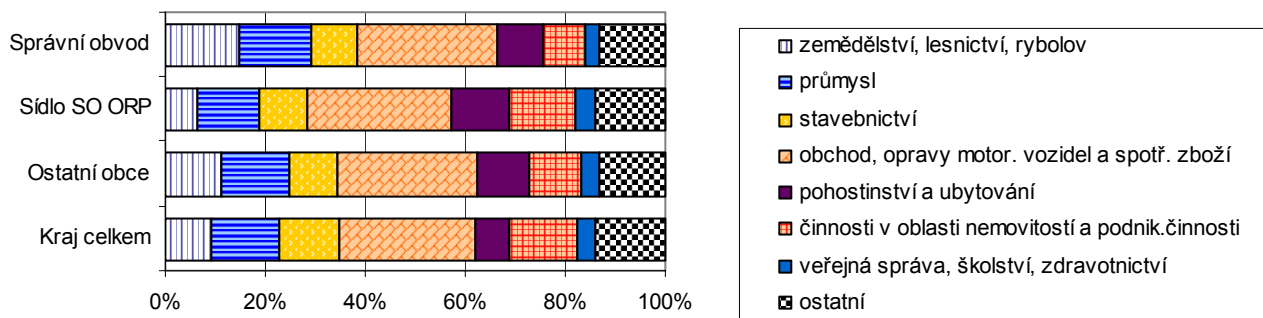 Správní obvod
Sídlo SO ORP
Ostatní obce
Kraj celkem
0% 20% 40% 60% 80% 100%
zemědělství, lesnictví, rybolov
průmysl
stavebnictví
obchod, opravy motor. vozidel a spotř. zboží
pohostinství a ubytování
činnosti v oblasti nemovitostí a podnik.činnosti
veřejná správa, školství, zdravotnictví
ostatní